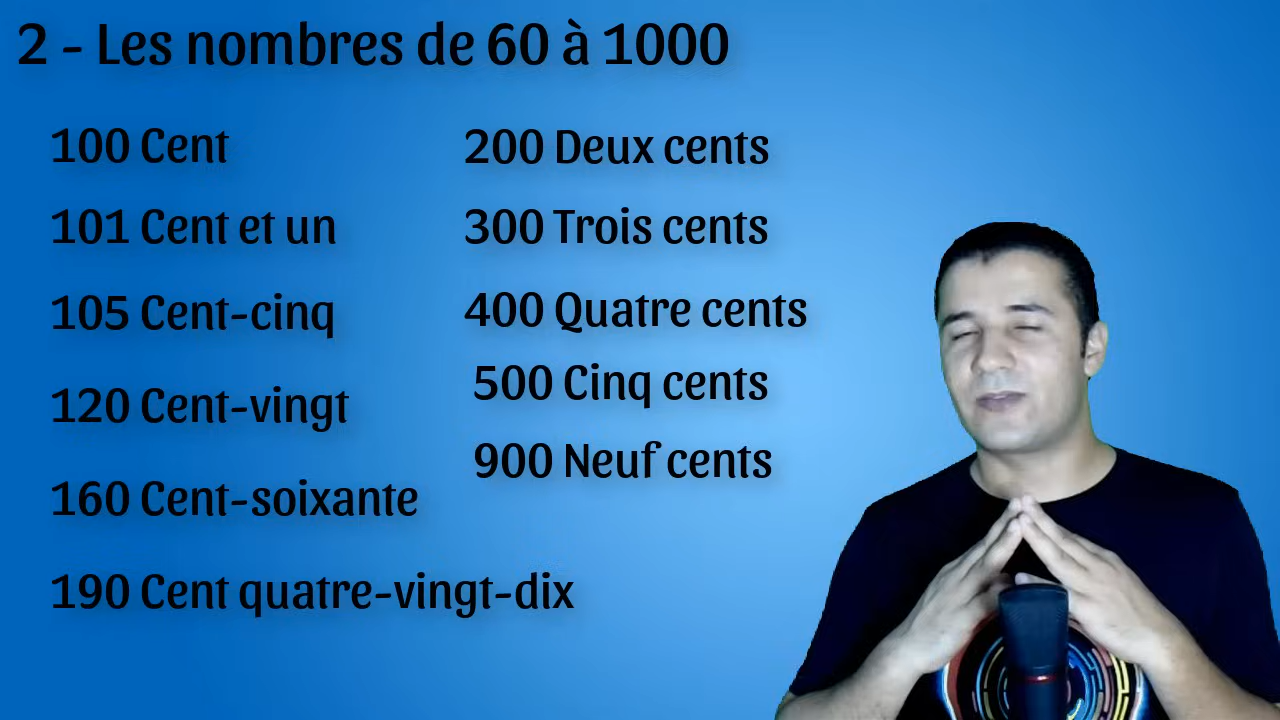 2 - Les nombres de 60 à 1000
100 Cent
101 Cent et un
105 Cent-cinq
120 Cent-vingt
160 Cent-soixante
190 Cent quatre-vingt-dix
200 Deux cents
300 Trois cents
400 Quatre cents
500 Cinq cents
900 Neuf cents